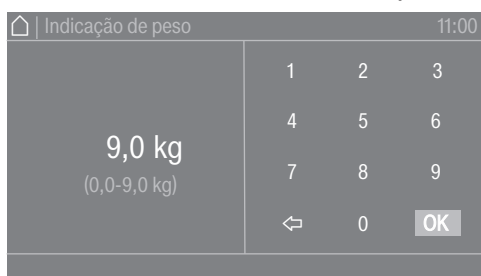 | Indicação de peso 11:00
9,0 kg
(0,0-9,0 kg)
1 2 3
4 5 6
7 8 9
0 OK